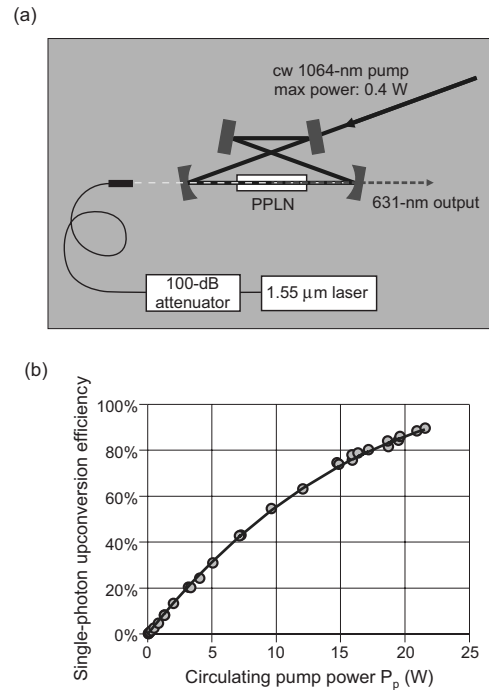 (a)
cw 1064-nm pump
max power: 0.4 W
PPLN
631-nm output
100-dB
attenuator
1.55 μm laser
(b)
Single-photon upconversion efficiency
100%
80%
60%
40%
20%
0%
0 5 10 15 20 25
Circulating pump power Pp (W)